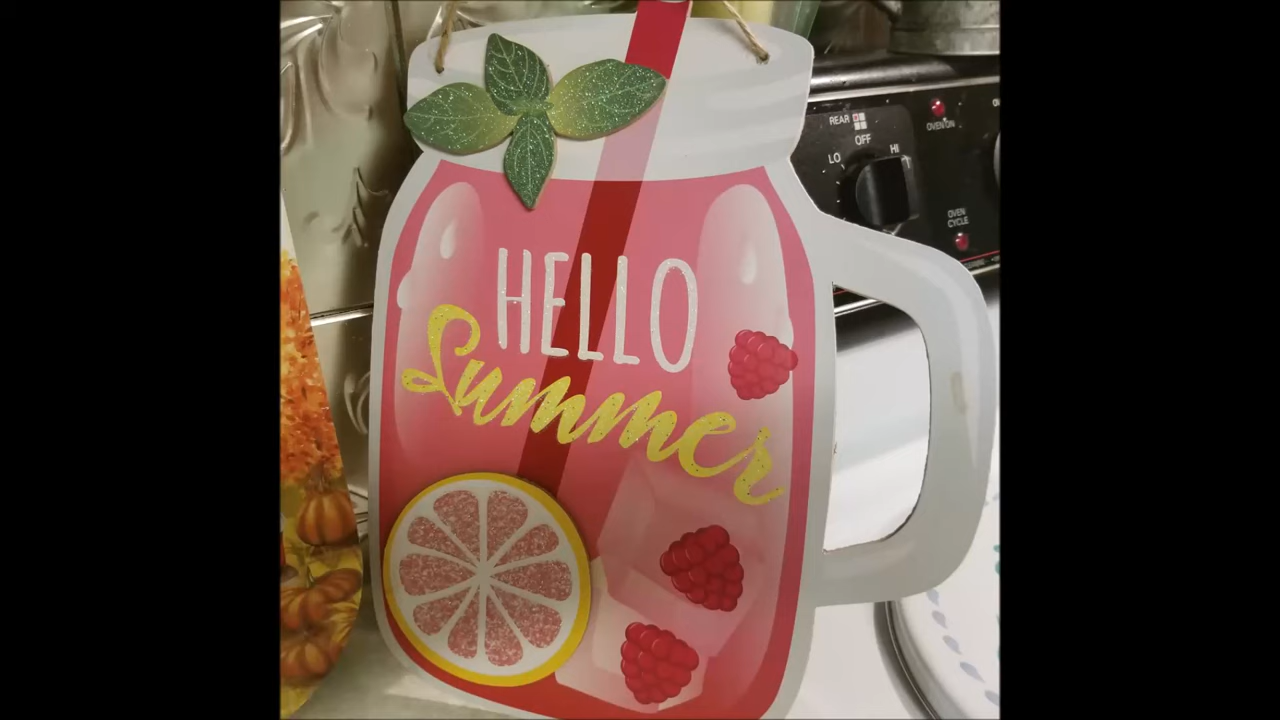 HELLO
Summer
REAR
OFF
LO
HI
OVEN ON
OVEN
CYCLE